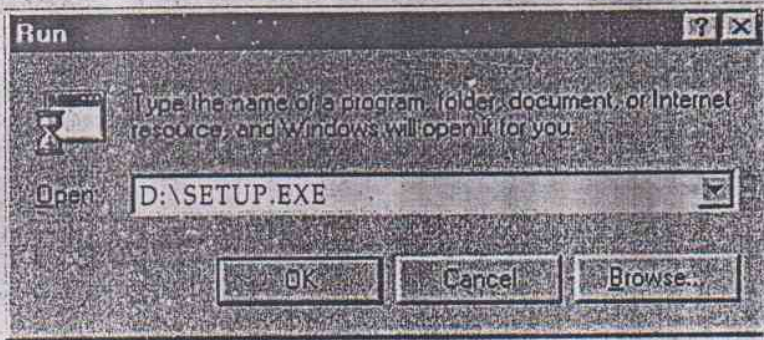 Run
Type the name of a program, folder, document, or Internet
resource, and Windows will open it for you.
Open: D:\SETUP.EXE
OK Cancel Browse...